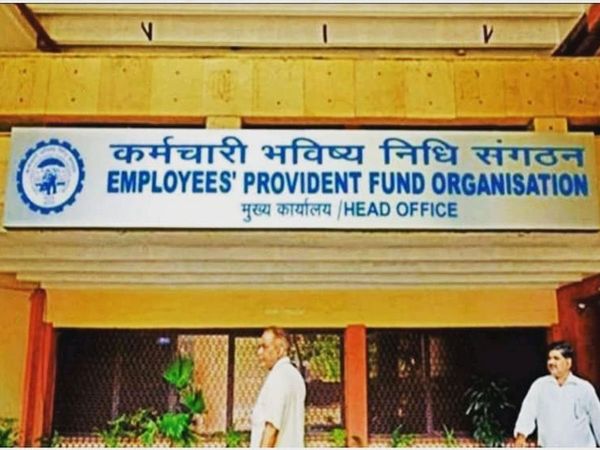 कर्मचारी भविष्य निधि संगठन
EMPLOYEES' PROVIDENT FUND ORGANISATION
मुख्य कार्यालय /HEAD OFFICE